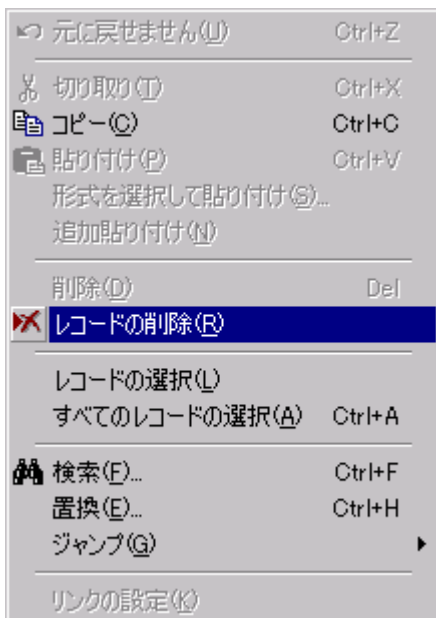 元に戻せません(U) Ctrl+Z
切り取り(T) Ctrl+X
コピー(C) Ctrl+C
貼り付け(P) Ctrl+V
形式を選択して貼り付け(S)...
追加貼り付け(N)
削除(D) Del
レコードの削除(R)
レコードの選択(L)
すべてのレコードの選択(A) Ctrl+A
検索(F)... Ctrl+F
置換(E)... Ctrl+H
ジャンプ(G)
リンクの設定(K)